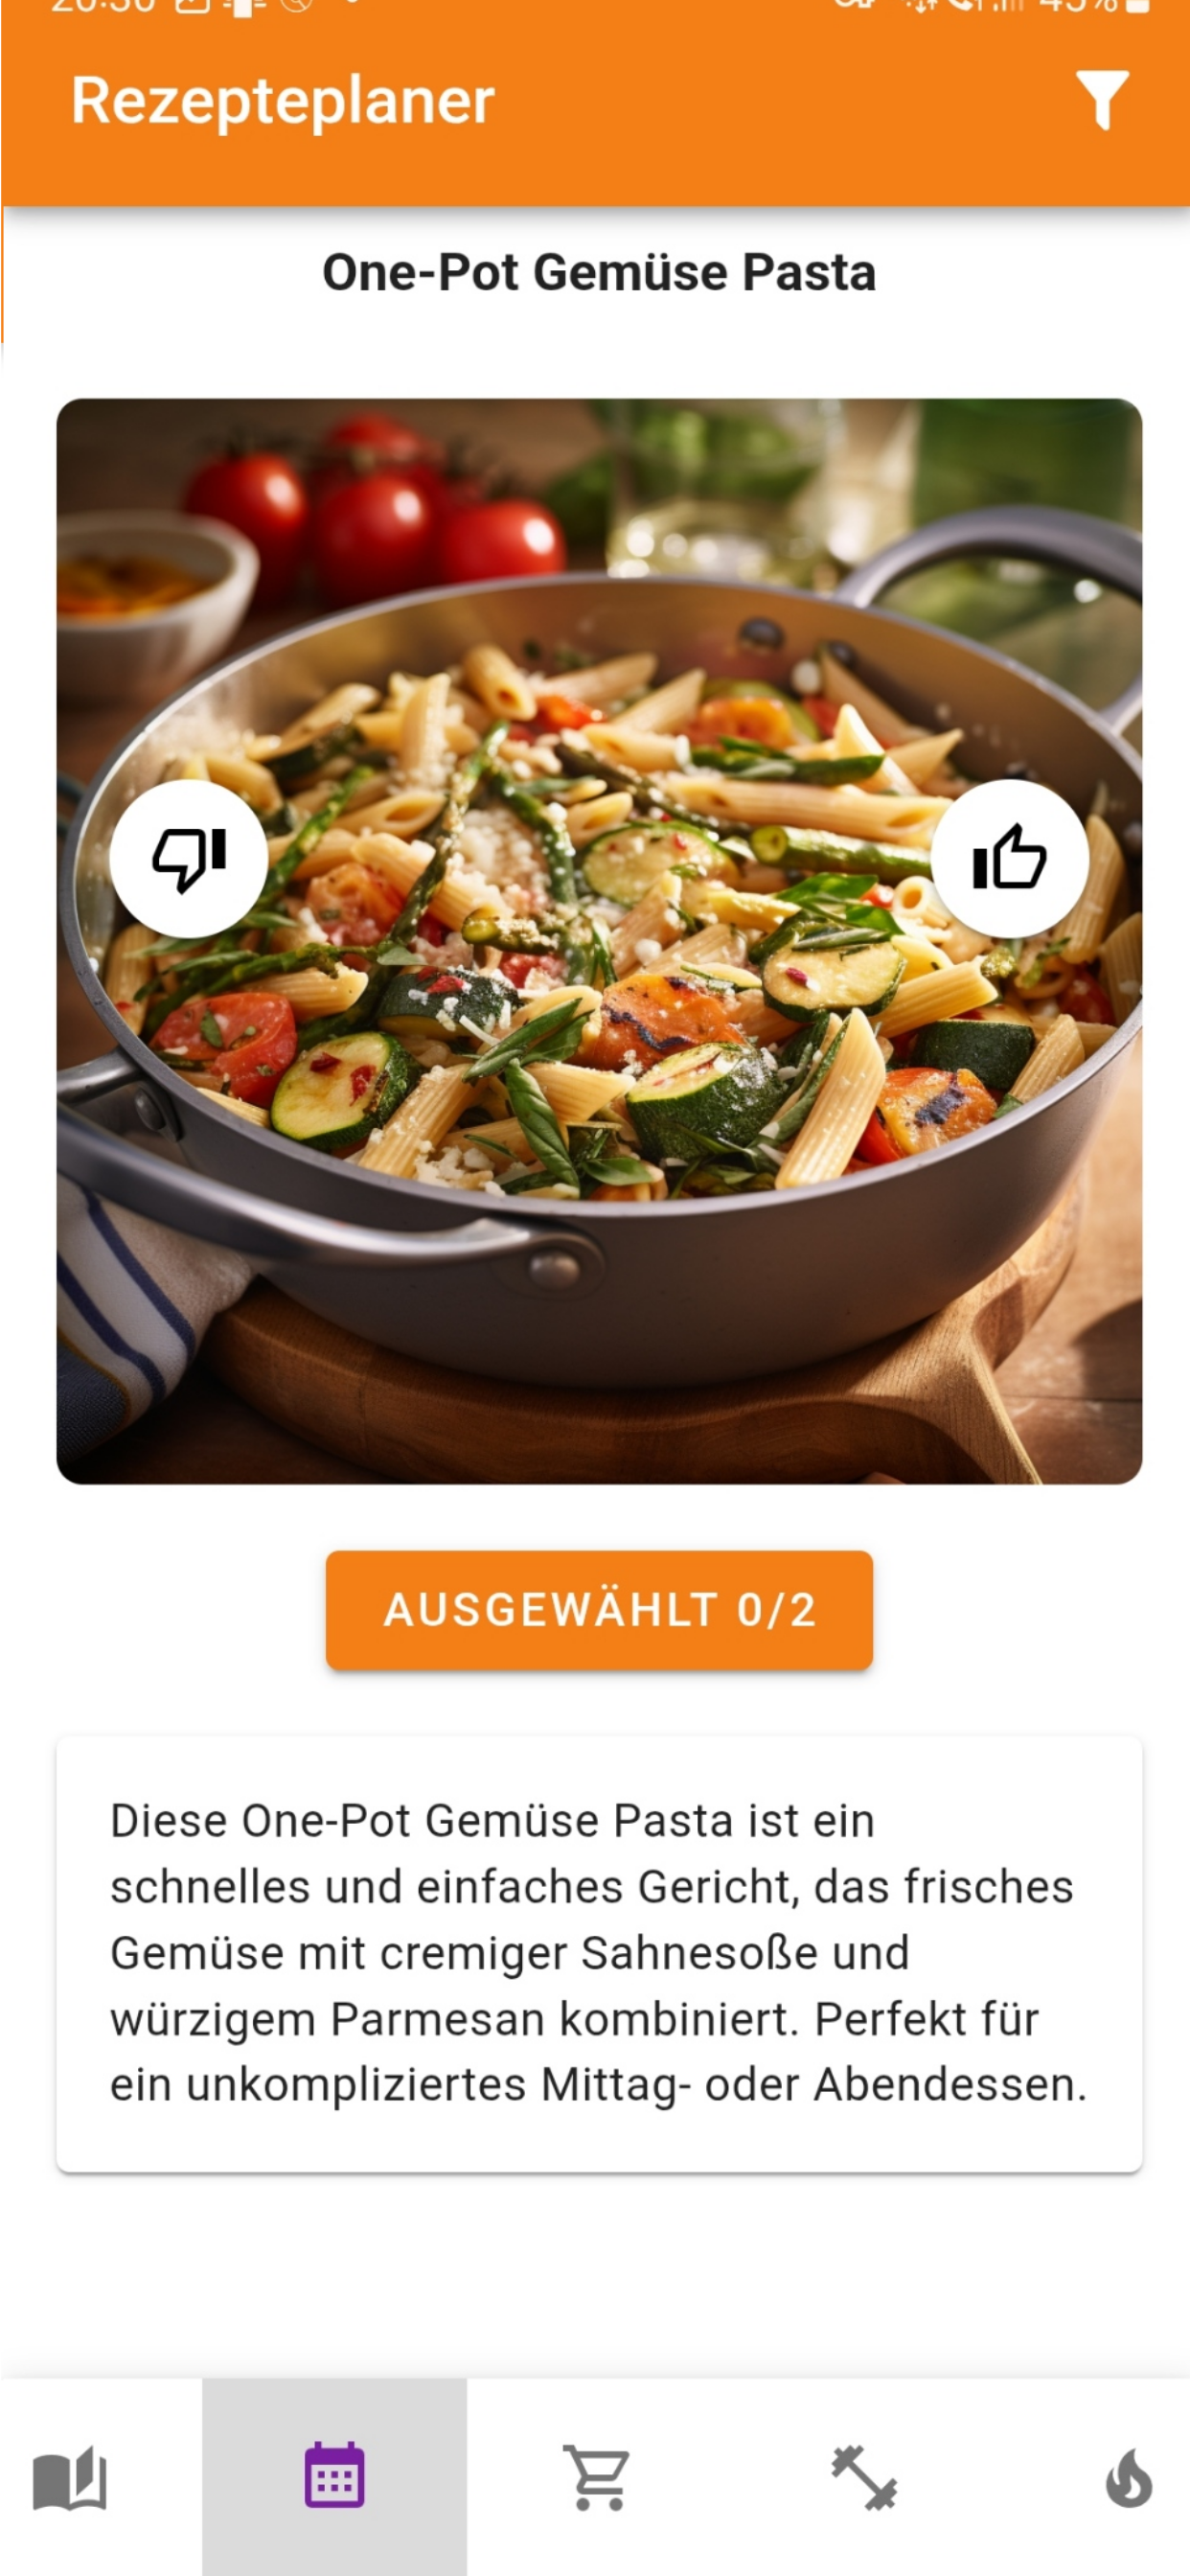 Rezepteplaner
One-Pot Gemüse Pasta
AUSGEWÄHLT 0/2
Diese One-Pot Gemüse Pasta ist ein
schnelles und einfaches Gericht, das frisches
Gemüse mit cremiger Sahnesoße und
würzigem Parmesan kombiniert. Perfekt für
ein unkompliziertes Mittag- oder Abendessen.